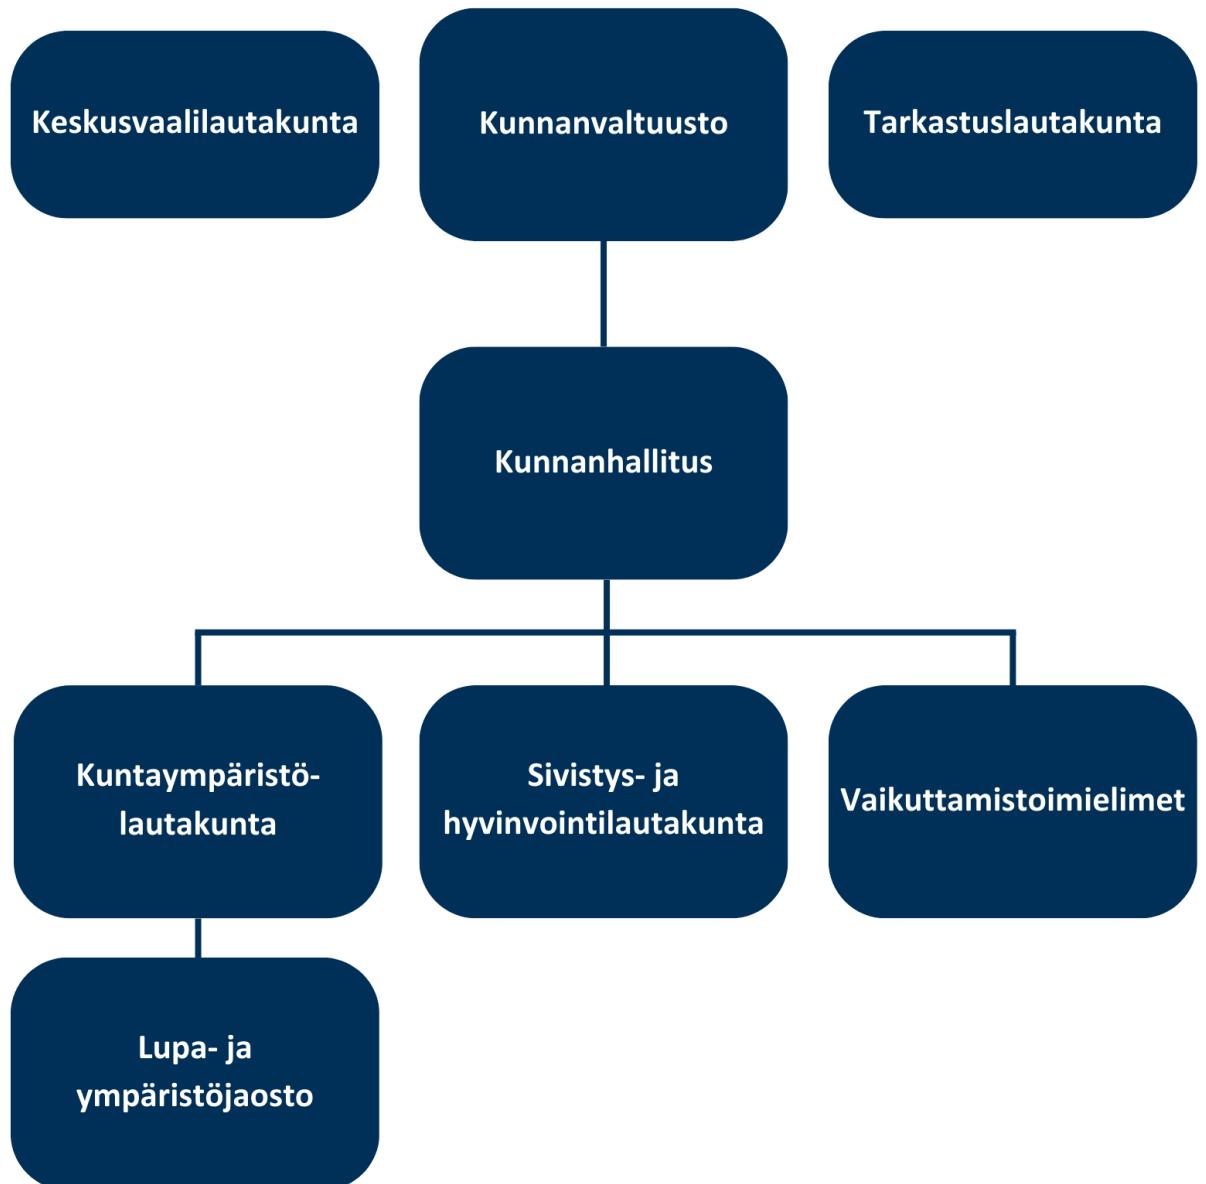 Keskusvaalilautakunta
Kunnanvaltuusto
Tarkastuslautakunta
Kunnanhallitus
Kuntaympäristö-
lautakunta
Sivistys- ja
hyvinvointilautakunta
Vaikuttamistoimielimet
Lupa- ja
ympäristöjaosto